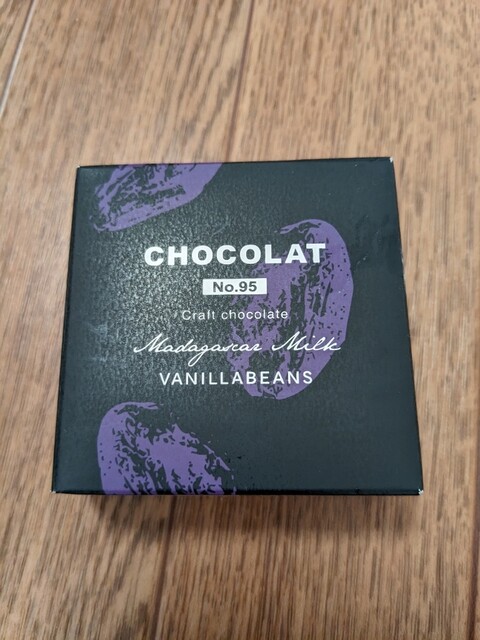 CHOCOLAT
No.95
Craft chocolate
Madagascar Milk
VANILLABEANS